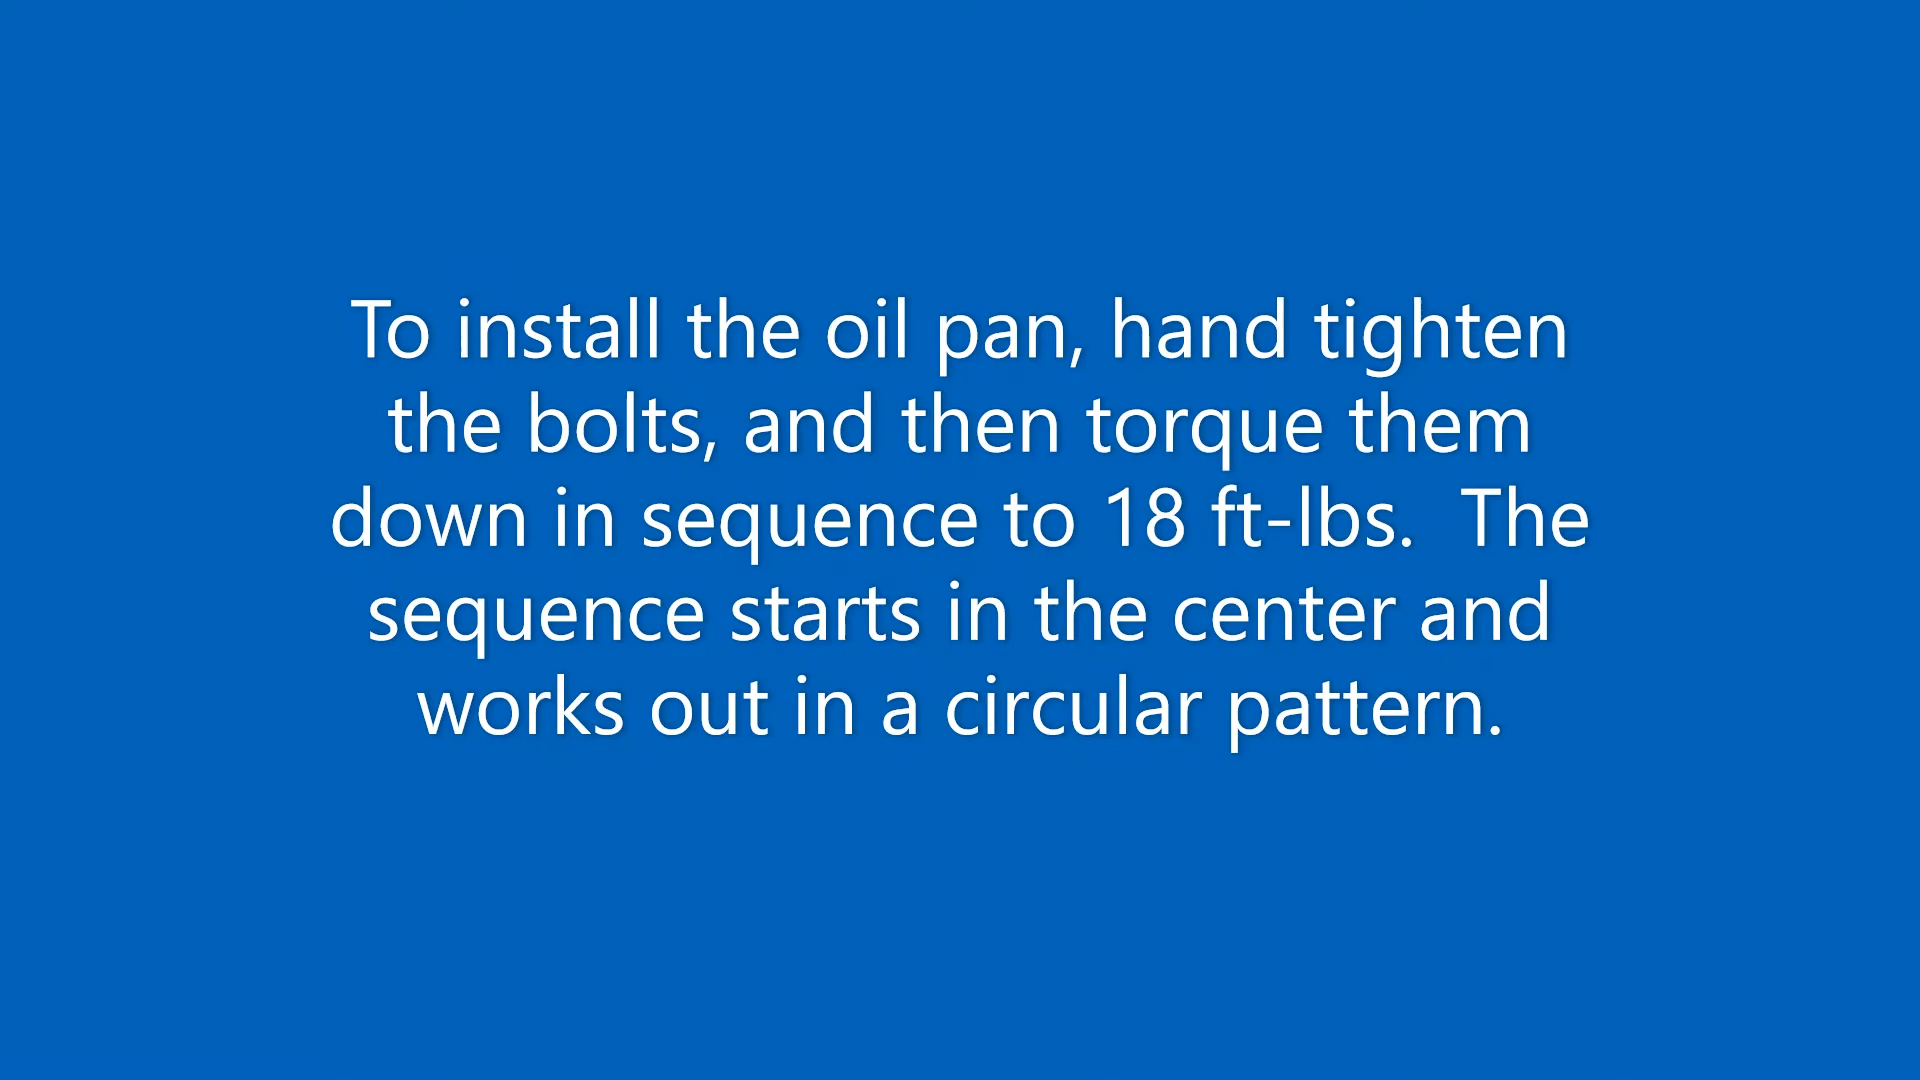 To install the oil pan, hand tighten
the bolts, and then torque them
down in sequence to 18 ft-lbs.  The
sequence starts in the center and
works out in a circular pattern.